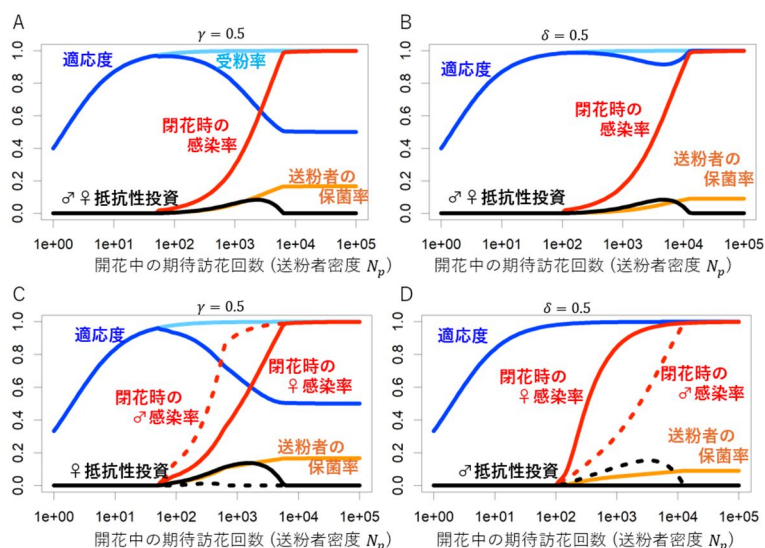 A
γ = 0.5
適応度
受粉率
閉花時の
感染率
送粉者の
保菌率
♂♀抵抗性投資
0.0 0.2 0.4 0.6 0.8 1.0
1e+00 1e+01 1e+02 1e+03 1e+04 1e+05
開花中の期待訪花回数 (送粉者密度 Np)
B
δ = 0.5
適応度
閉花時の
感染率
送粉者の
保菌率
♂♀抵抗性投資
0.0 0.2 0.4 0.6 0.8 1.0
1e+00 1e+01 1e+02 1e+03 1e+04 1e+05
開花中の期待訪花回数 (送粉者密度 Np)
C
γ = 0.5
適応度
閉花時の
♂感染率
閉花時の
♀感染率
送粉者の
保菌率
♀抵抗性投資
0.0 0.2 0.4 0.6 0.8 1.0
1e+00 1e+01 1e+02 1e+03 1e+04 1e+05
開花中の期待訪花回数 (送粉者密度 Np)
D
δ = 0.5
適応度
閉花時の
♀感染率
閉花時の
♂感染率
送粉者の
保菌率
♂抵抗性投資
0.0 0.2 0.4 0.6 0.8 1.0
1e+00 1e+01 1e+02 1e+03 1e+04 1e+05
開花中の期待訪花回数 (送粉者密度 Np)